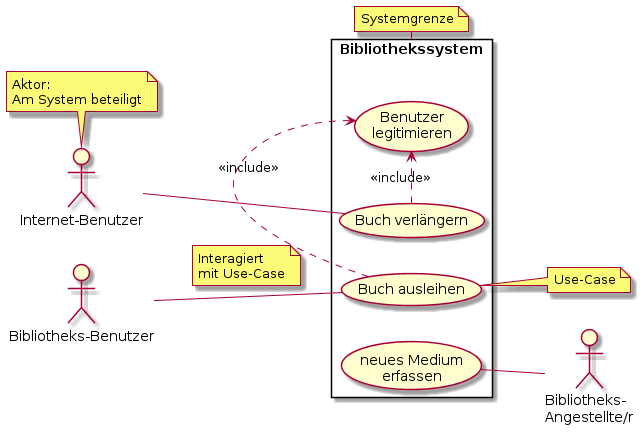 Systemgrenze
Bibliothekssystem
Aktor:
Am System beteiligt
Benutzer
legitimieren
«include»
«include»
Internet-Benutzer
Buch verlängern
Interagiert
mit Use-Case
Buch ausleihen
Use-Case
Bibliotheks-Benutzer
neues Medium
erfassen
Bibliotheks-
Angestellte/r